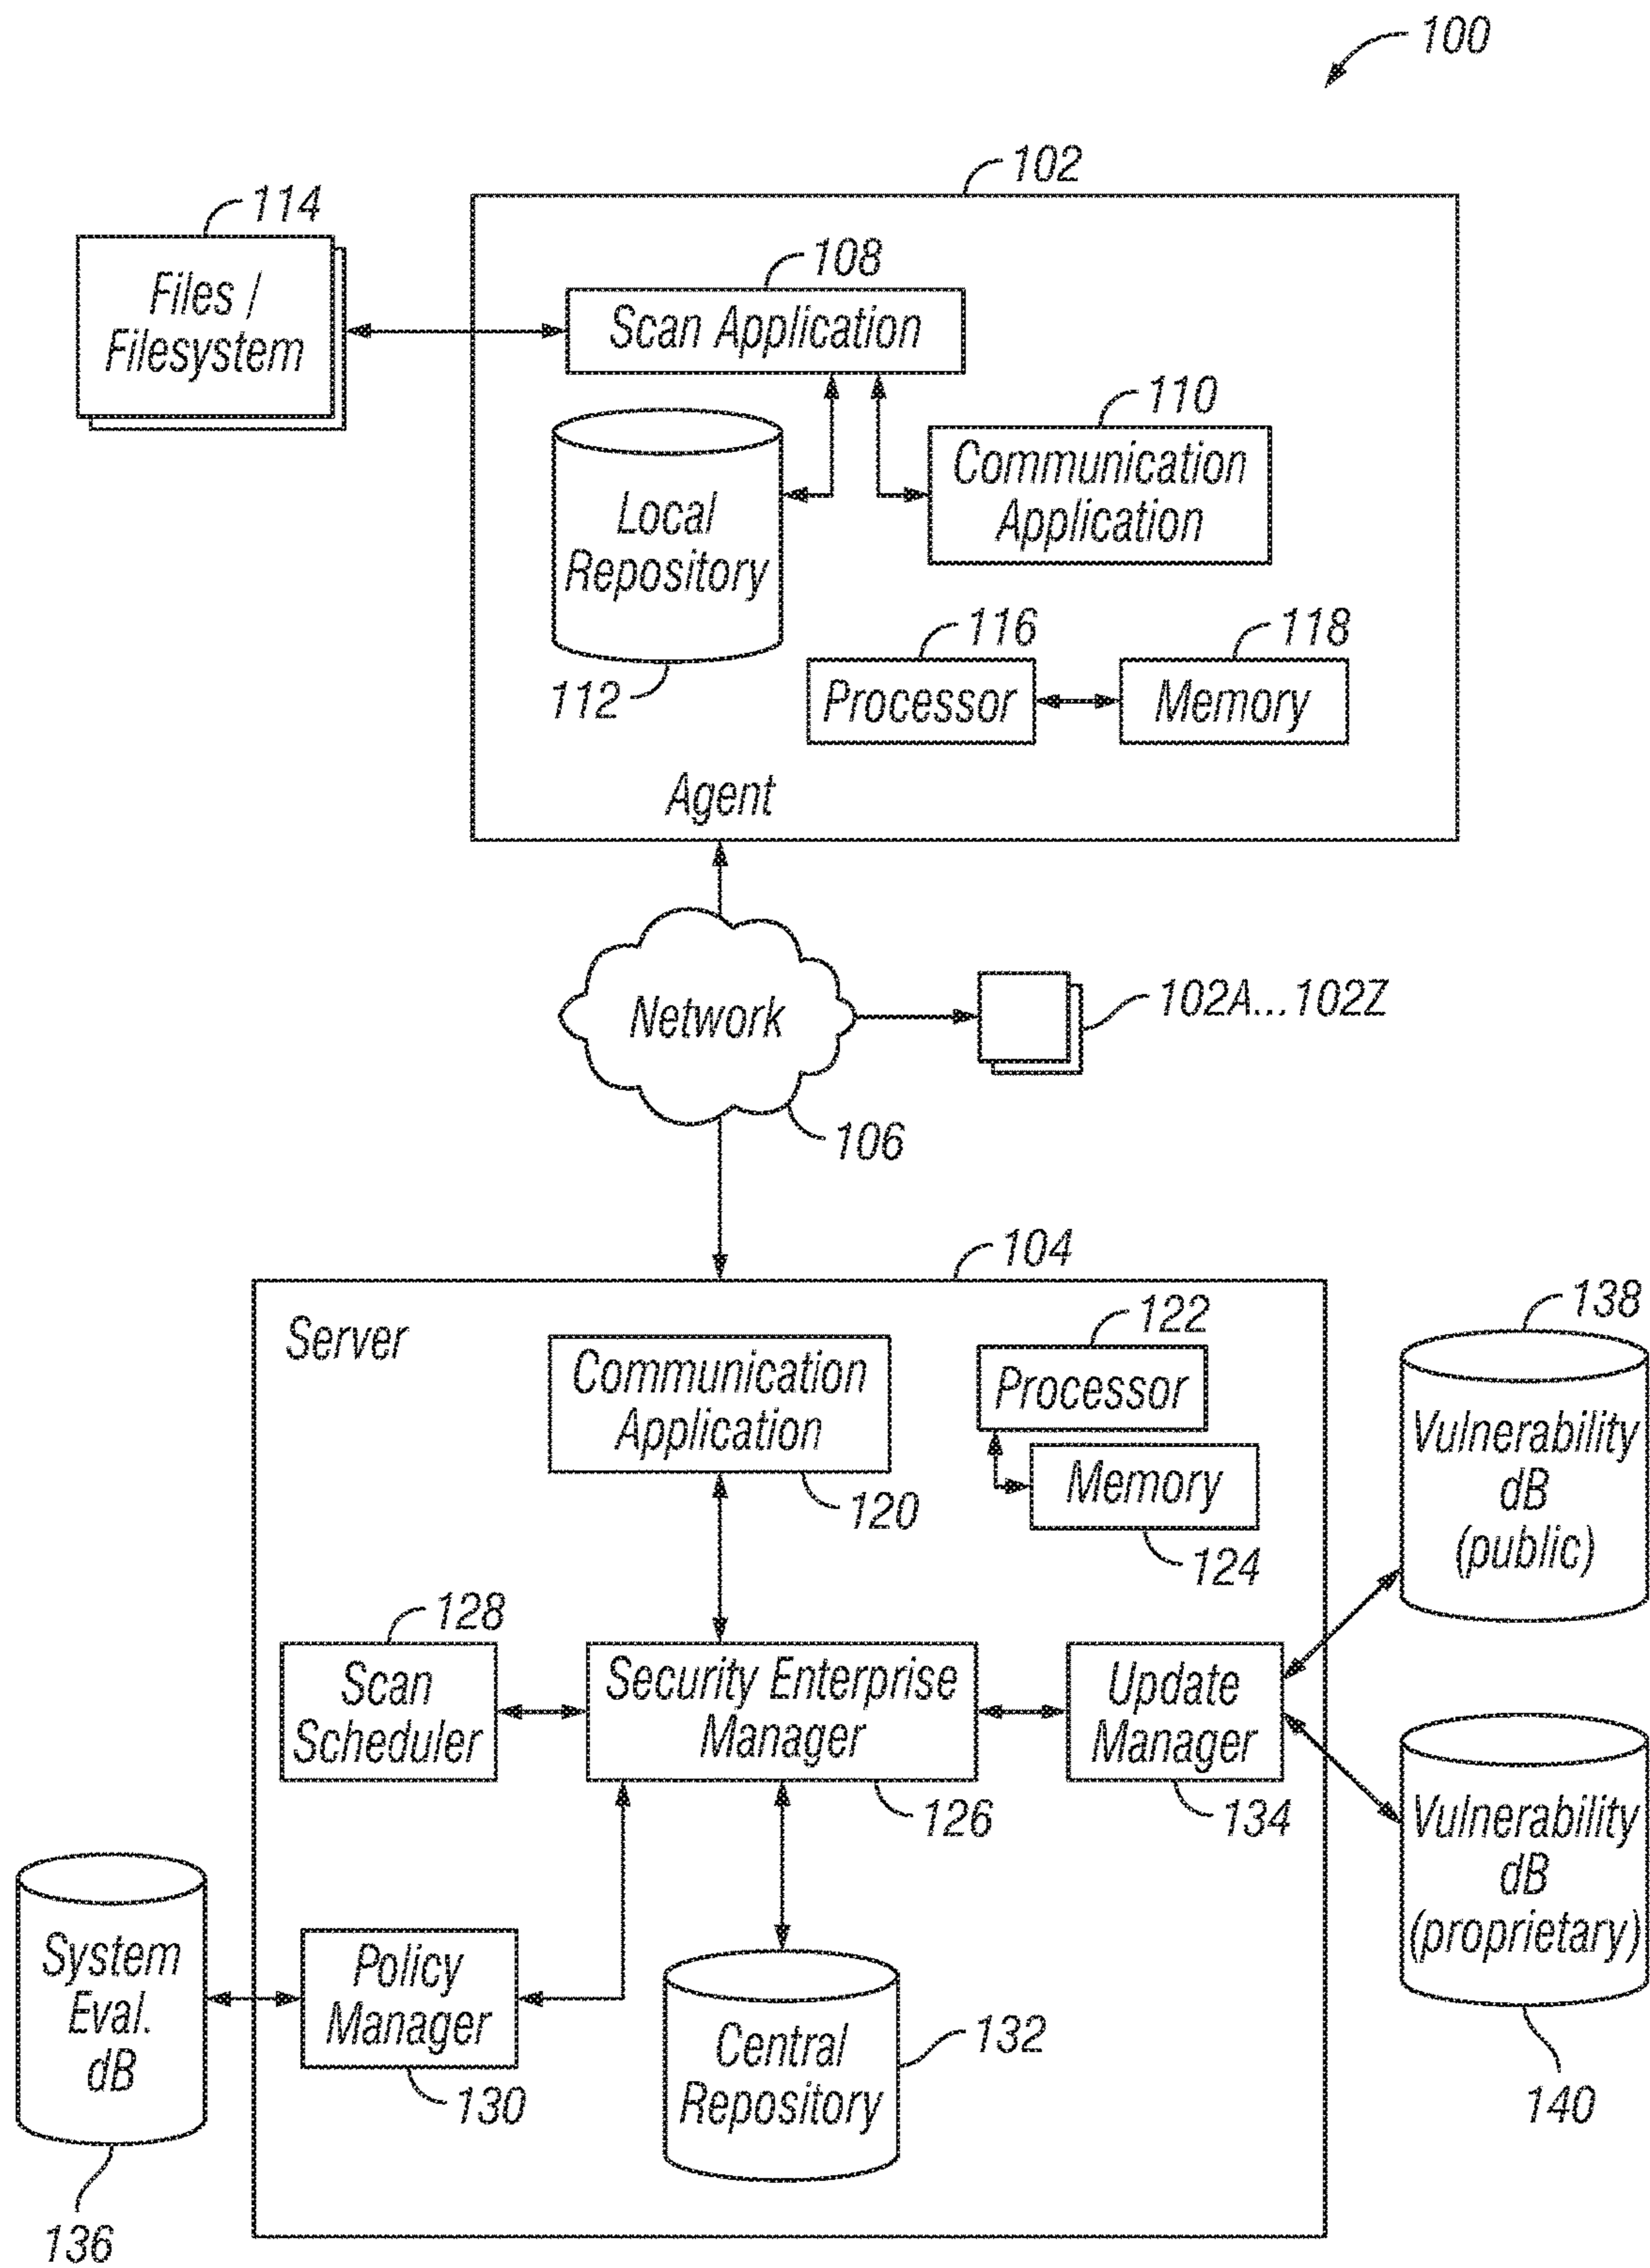 100
102
114
Files /
Filesystem
108
Scan Application
110
Communication
Application
Local
Repository
112
116
Processor
118
Memory
Agent
Network
102A...102Z
106
104
Server
Communication
Application
120
122
Processor
Memory
124
138
Vulnerability
dB
(public)
128
Scan
Scheduler
Security Enterprise
Manager
126
Update
Manager
134
Vulnerability
dB
(proprietary)
140
System
Eval.
dB
136
Policy
Manager
130
Central
Repository
132